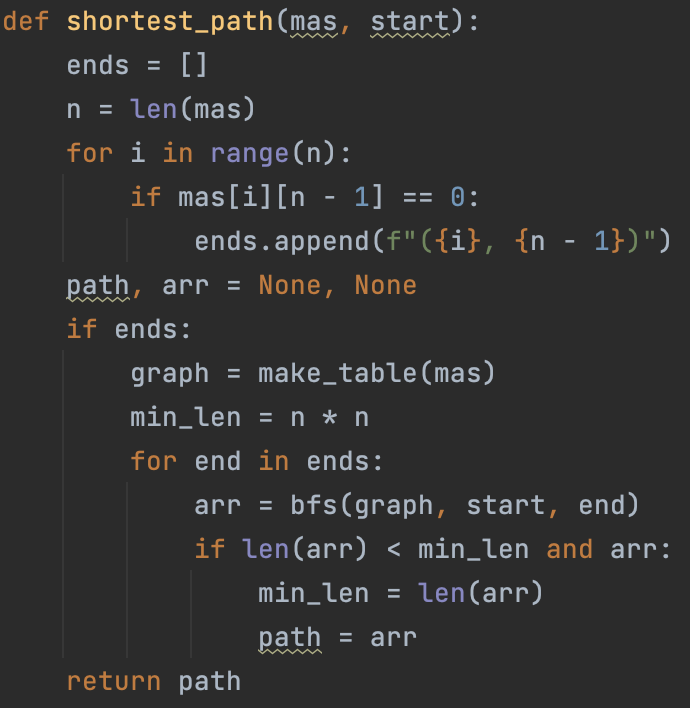 def shortest_path(mas, start):
    ends = []
    n = len(mas)
    for i in range(n):
        if mas[i][n - 1] == 0:
            ends.append(f"({i}, {n - 1})")
    path, arr = None, None
    if ends:
        graph = make_table(mas)
        min_len = n * n
        for end in ends:
            arr = bfs(graph, start, end)
            if len(arr) < min_len and arr:
                min_len = len(arr)
                path = arr
    return path